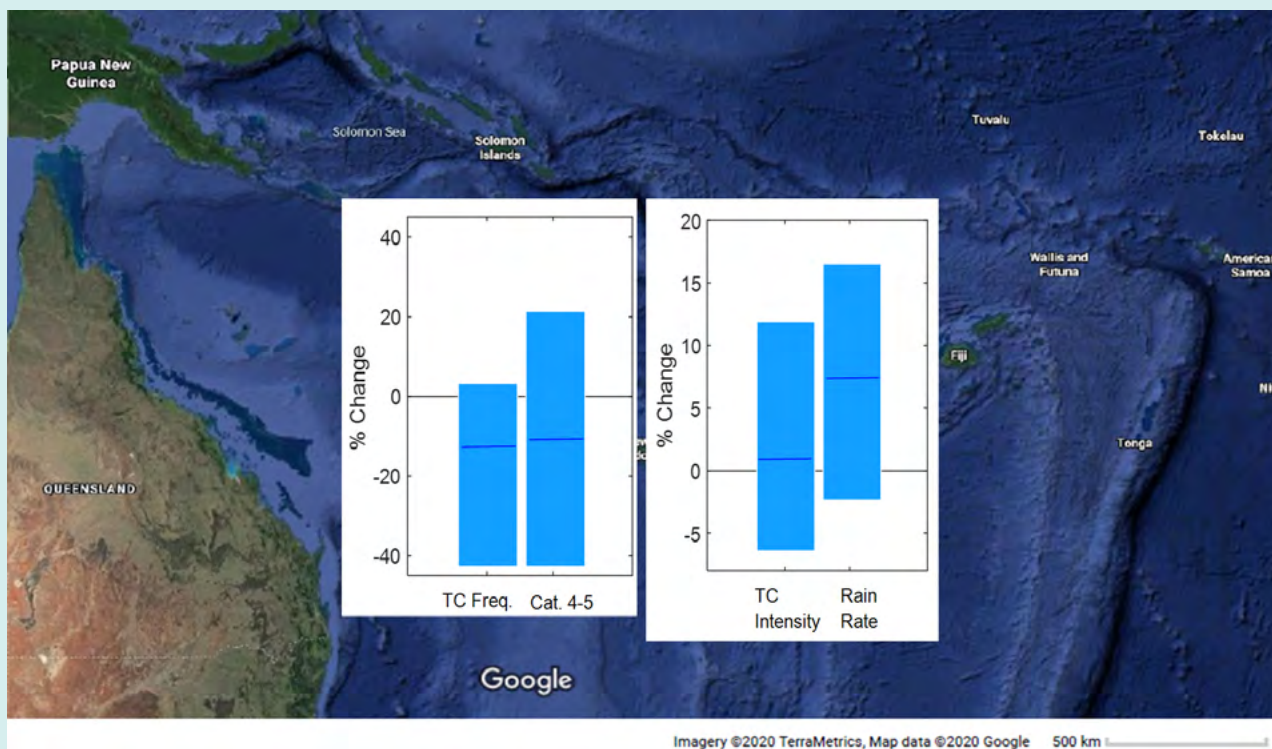 Papua New
Guinea
Solomon Sea
Solomon
Islands
Tuvalu
Tokelau
Wallis and
Futuna
American
Samoa
Fiji
Tonga
QUEENSLAND
% Change
40
20
0
-20
-40
TC Freq.
Cat. 4-5
% Change
20
15
10
5
0
-5
TC
Intensity
Rain
Rate
Google
Imagery ©2020 TerraMetrics, Map data ©2020 Google 500 km